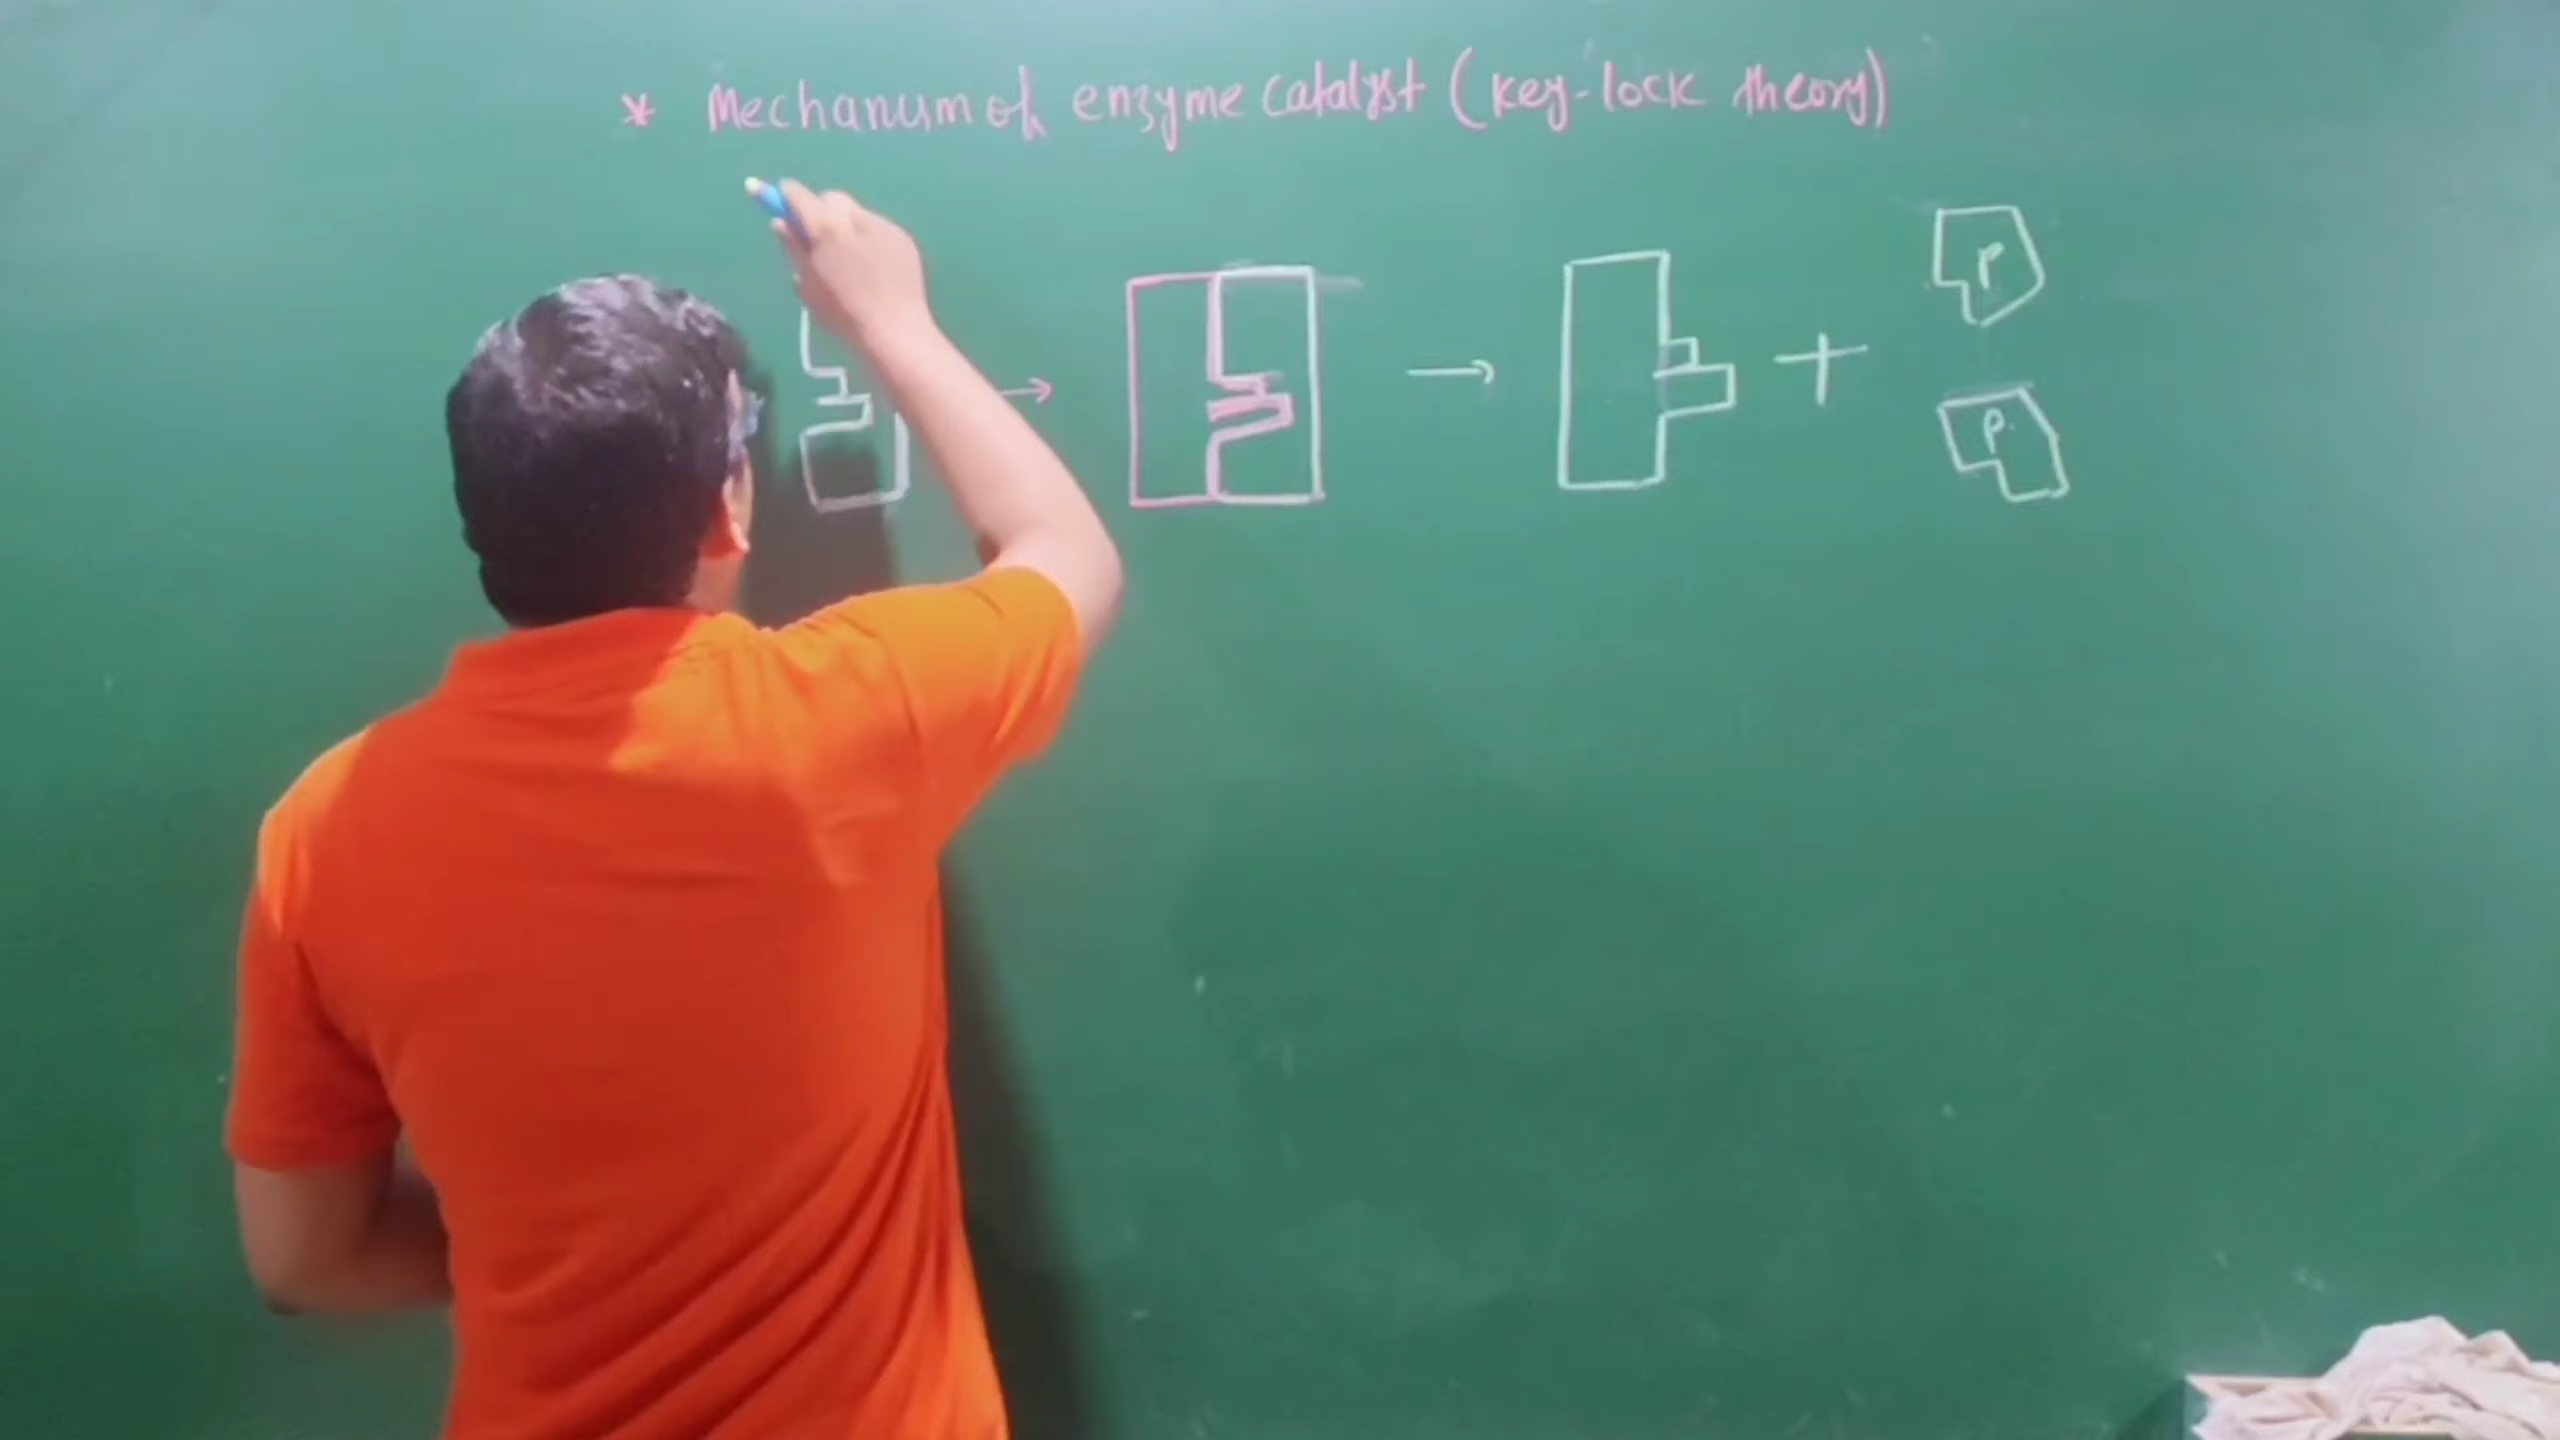 * Mechanism of enzyme catalyst (key-lock theory)
P
P.